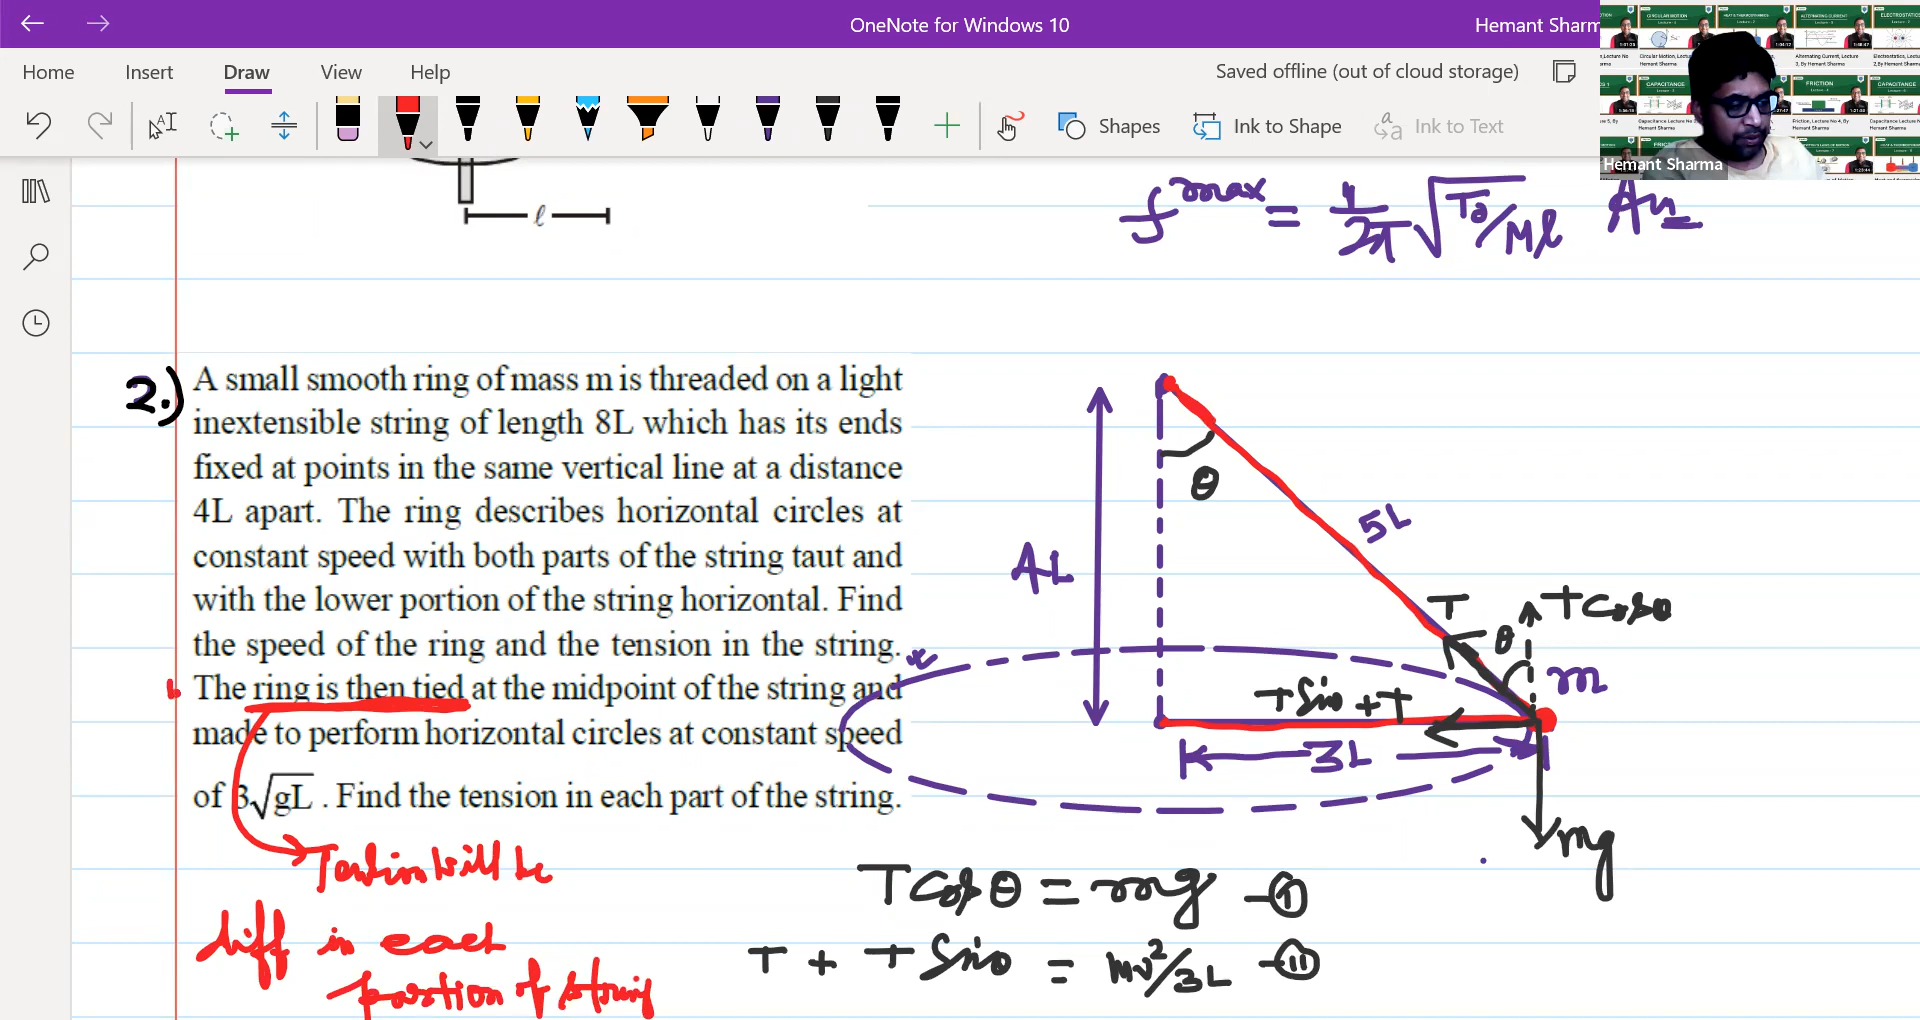 OneNote for Windows 10
Hemant Sharm
Home Insert Draw View Help
Saved offline (out of cloud storage)
Shapes
Ink to Shape
Ink to Text
Hemant Sharma
ℓ
f^max = 1/2π √T₀/Mℓ
2.) A small smooth ring of mass m is threaded on a light
inextensible string of length 8L which has its ends
fixed at points in the same vertical line at a distance
4L apart. The ring describes horizontal circles at
constant speed with both parts of the string taut and
with the lower portion of the string horizontal. Find
the speed of the ring and the tension in the string.
The ring is then tied at the midpoint of the string and
made to perform horizontal circles at constant speed
of 3√gL . Find the tension in each part of the string.
θ
5L
4L
T
θ
T cosθ
m
T Sinθ + T
3L
mg
Tension will be
diff in each
portion of string
T cosθ = mg -(I)
T + T Sinθ = mv²/3L -(II)